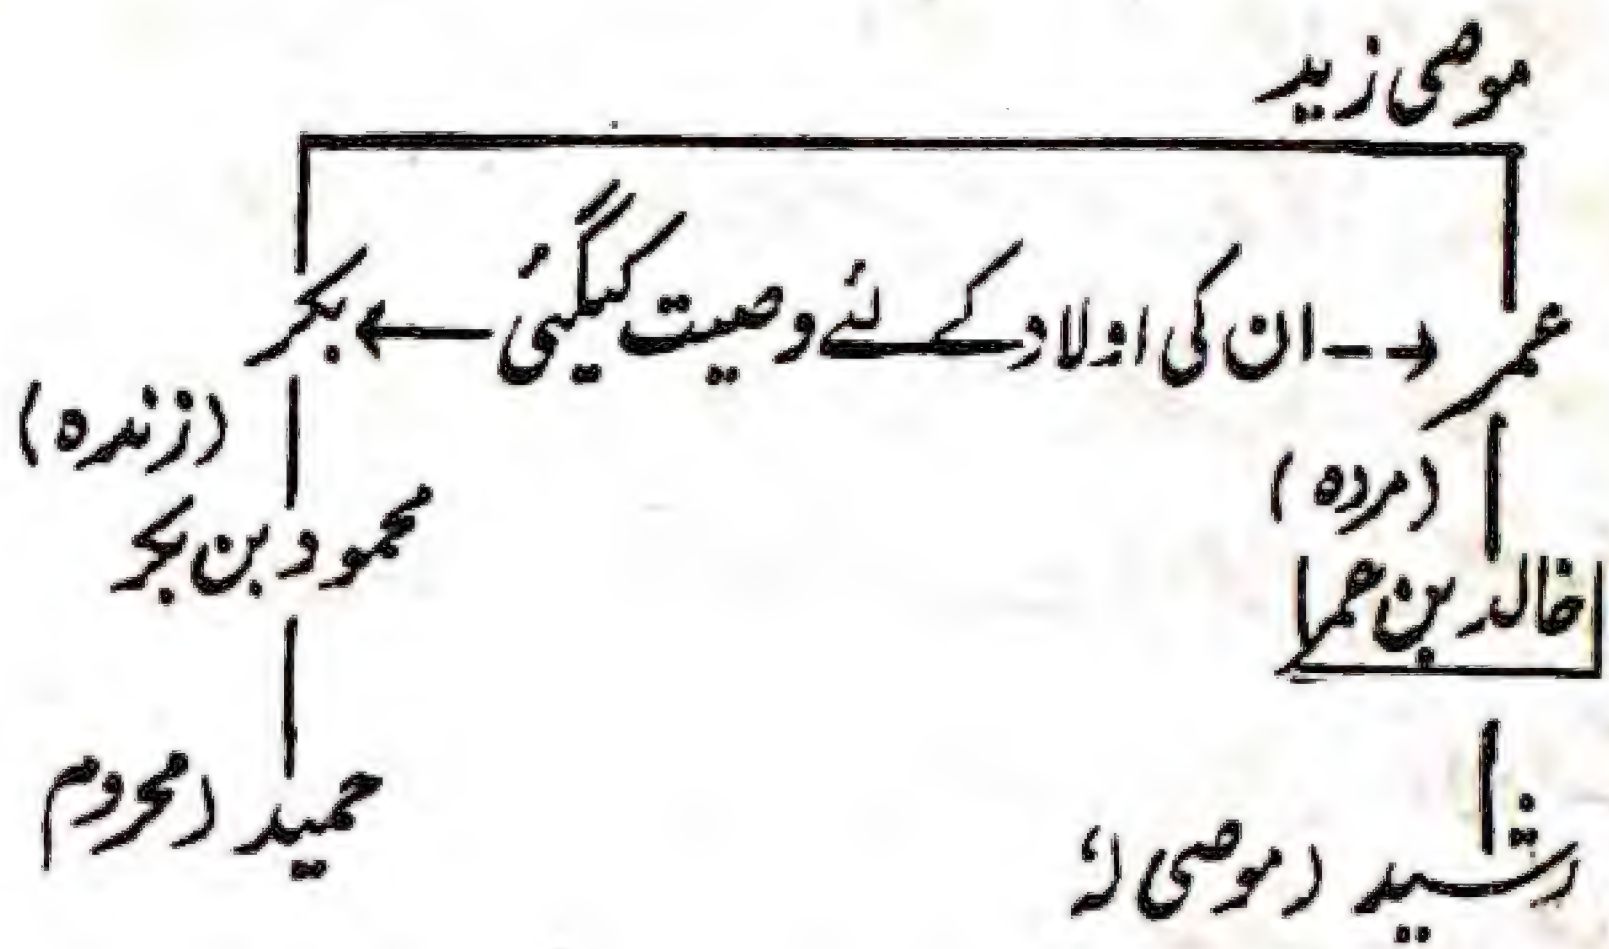 موصی زید
عمر → -- ان کی اولاد کے لئے وصیت کیگئی ← بکر
(مردہ)
(زندہ)
خالد بن عمر
محمود بن بکر
حمید (محروم
رشید (موصی لہٗ